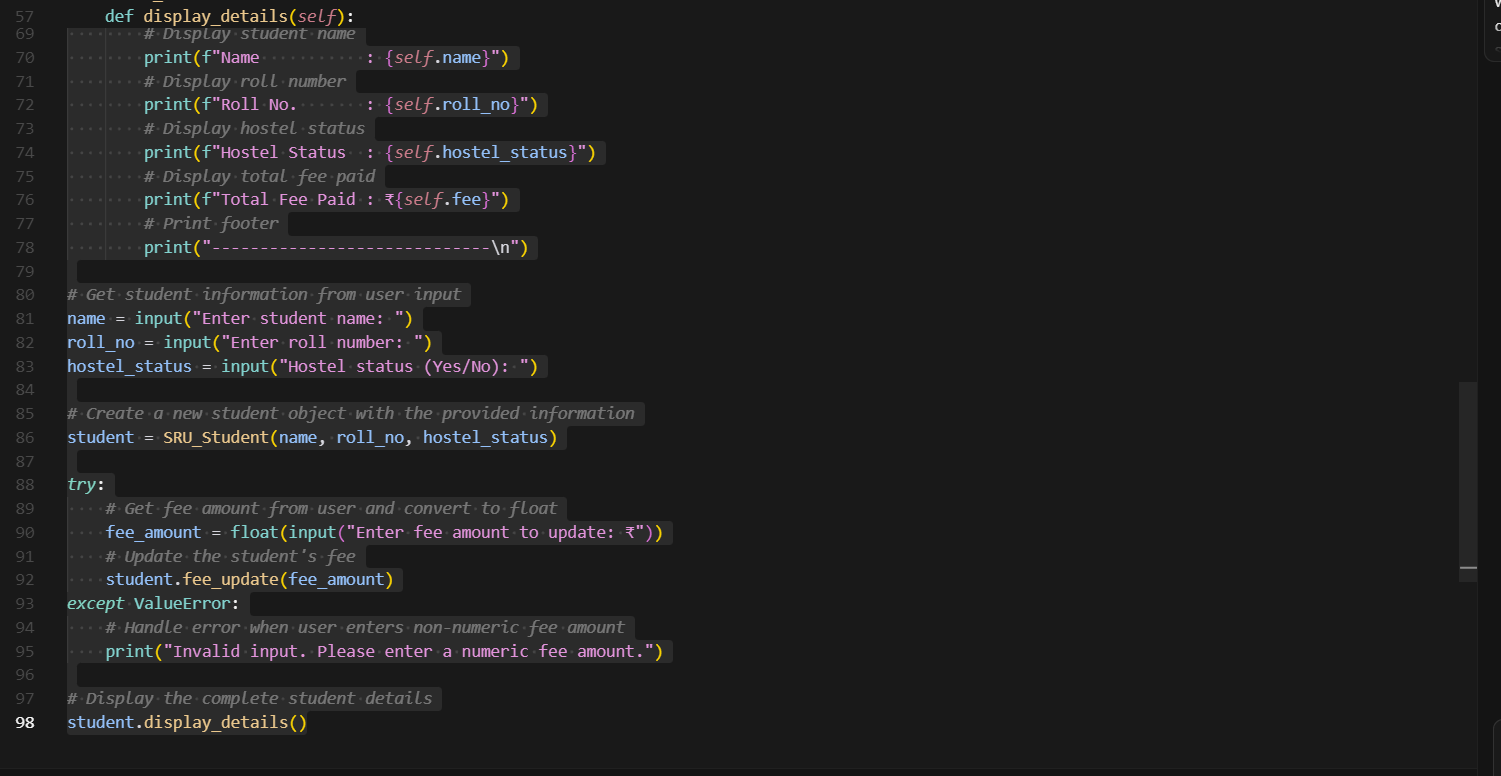 57 def display_details(self):
69 # Display student name
70 print(f"Name           : {self.name}")
71 # Display roll number
72 print(f"Roll No.       : {self.roll_no}")
73 # Display hostel status
74 print(f"Hostel Status  : {self.hostel_status}")
75 # Display total fee paid
76 print(f"Total Fee Paid : ₹{self.fee}")
77 # Print footer
78 print("-----------------------------\n")
79
80 # Get student information from user input
81 name = input("Enter student name: ")
82 roll_no = input("Enter roll number: ")
83 hostel_status = input("Hostel status (Yes/No): ")
84
85 # Create a new student object with the provided information
86 student = SRU_Student(name, roll_no, hostel_status)
87
88 try:
89 # Get fee amount from user and convert to float
90 fee_amount = float(input("Enter fee amount to update: ₹"))
91 # Update the student's fee
92 student.fee_update(fee_amount)
93 except ValueError:
94 # Handle error when user enters non-numeric fee amount
95 print("Invalid input. Please enter a numeric fee amount.")
96
97 # Display the complete student details
98 student.display_details()